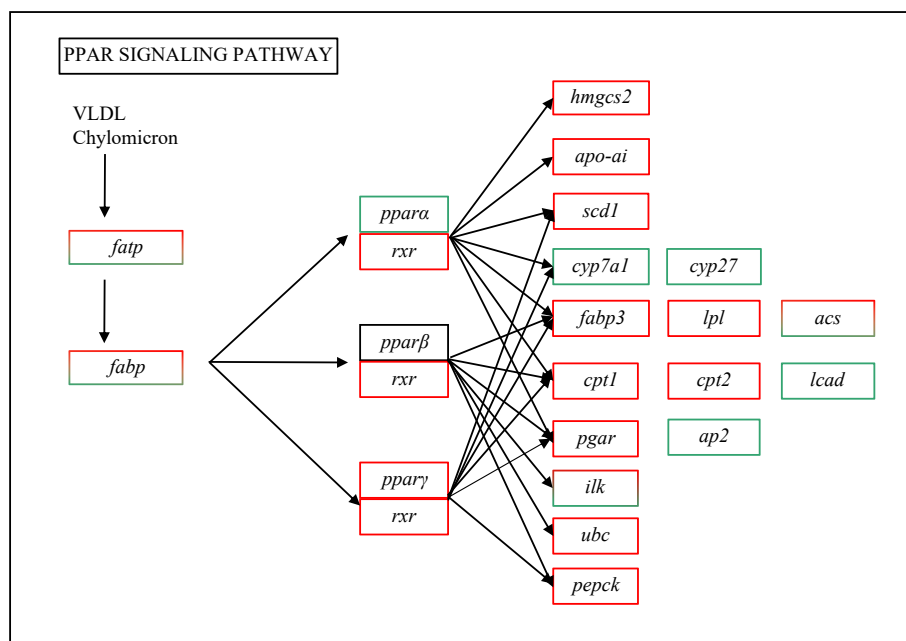 PPAR SIGNALING PATHWAY
VLDL
Chylomicron
fatp
fabp
pparα
rxr
pparβ
rxr
pparγ
rxr
hmgcs2
apo-ai
scd1
cyp7a1 cyp27
fabp3 lpl acs
cpt1 cpt2 lcad
pgar ap2
ilk
ubc
pepck